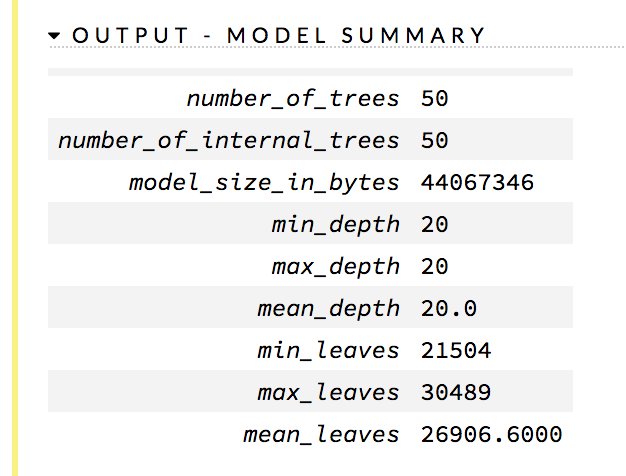 OUTPUT - MODEL SUMMARY
number_of_trees 50
number_of_internal_trees 50
model_size_in_bytes 44067346
min_depth 20
max_depth 20
mean_depth 20.0
min_leaves 21504
max_leaves 30489
mean_leaves 26906.6000